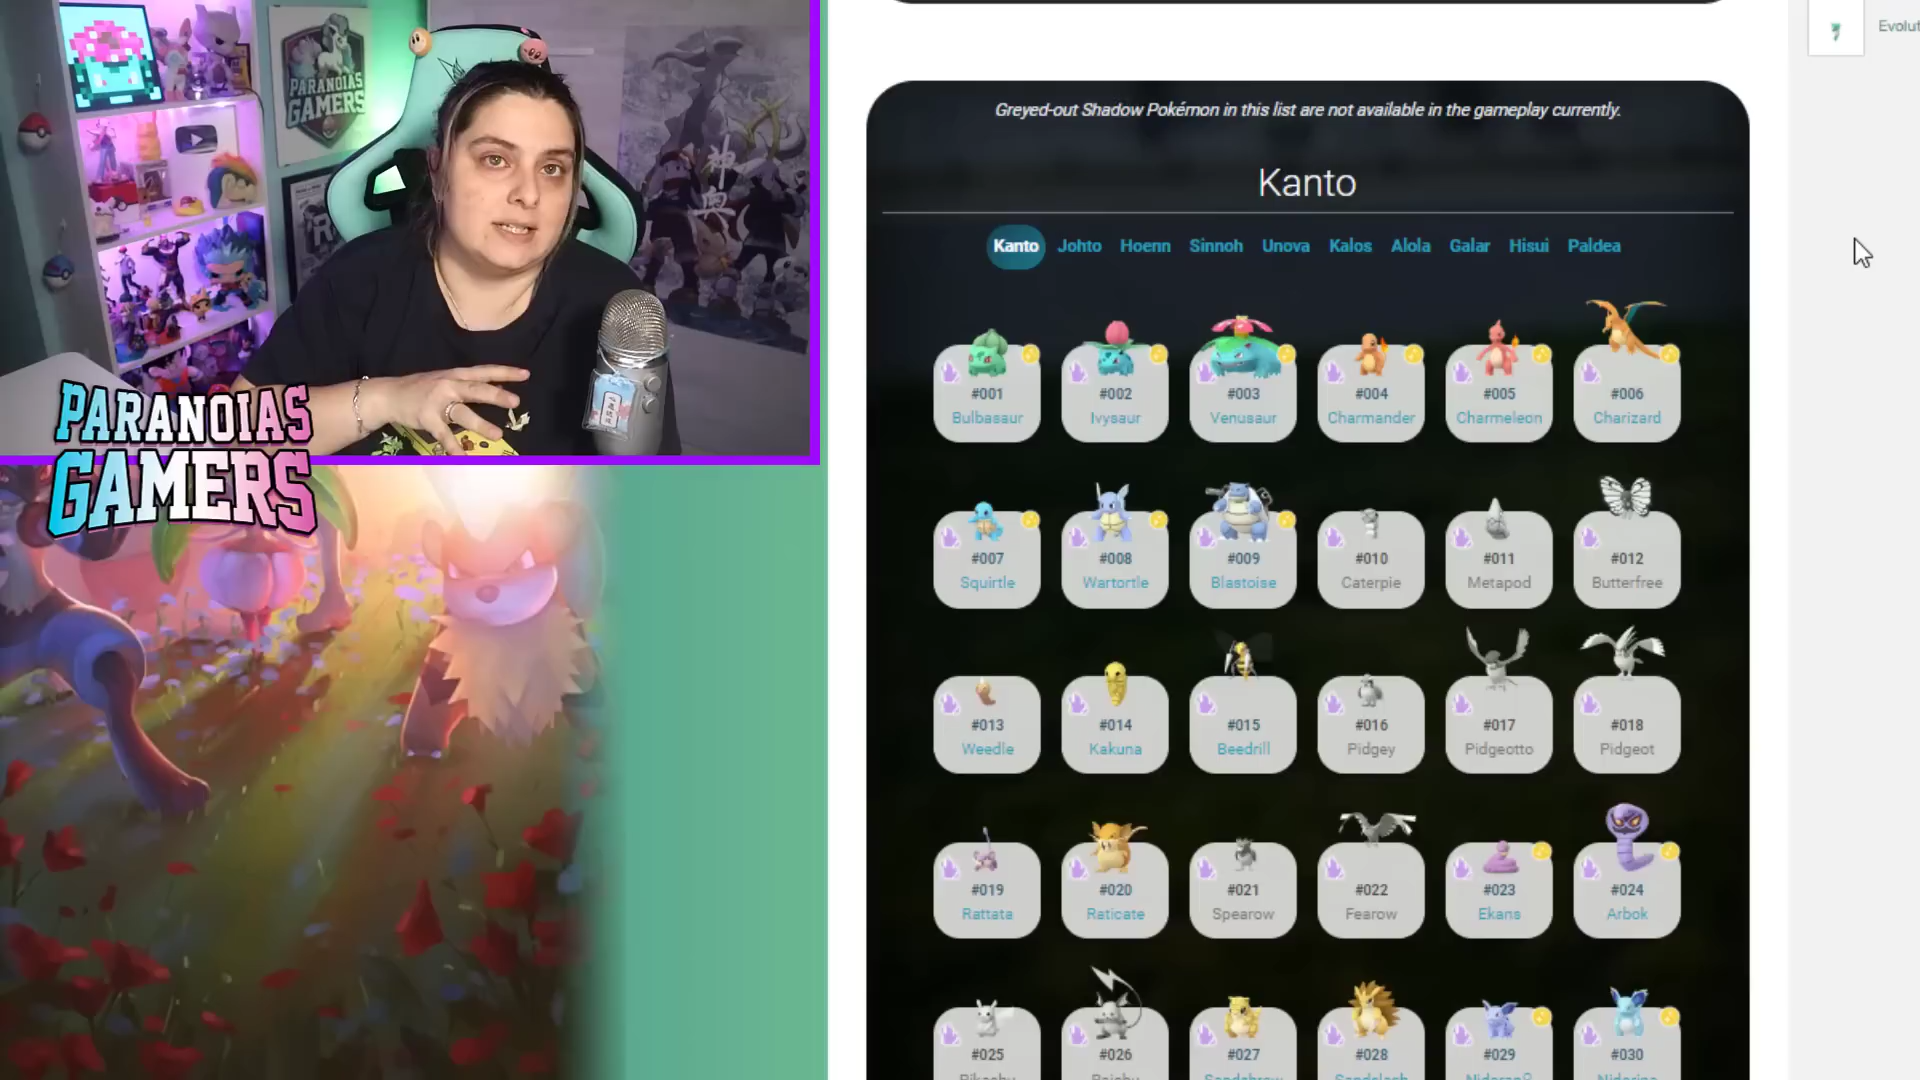 PARANOIAS
GAMERS
神奥
PARANOIAS
GAMERS
Greyed-out Shadow Pokémon in this list are not available in the gameplay currently.
Kanto
Kanto Johto Hoenn Sinnoh Unova Kalos Alola Galar Hisui Paldea
#001 #002 #003 #004 #005 #006
Bulbasaur Ivysaur Venusaur Charmander Charmeleon Charizard
#007 #008 #009 #010 #011 #012
Squirtle Wartortle Blastoise Caterpie Metapod Butterfree
#013 #014 #015 #016 #017 #018
Weedle Kakuna Beedrill Pidgey Pidgeotto Pidgeot
#019 #020 #021 #022 #023 #024
Rattata Raticate Spearow Fearow Ekans Arbok
#025 #026 #027 #028 #029 #030